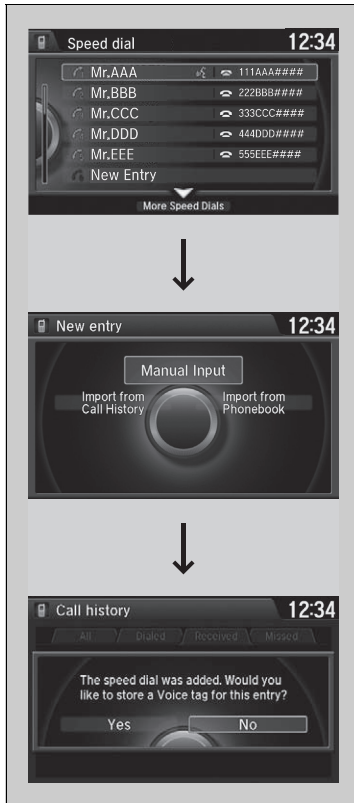 Speed dial 12:34
Mr.AAA 111AAA####
Mr.BBB 222BBB####
Mr.CCC 333CCC####
Mr.DDD 444DDD####
Mr.EEE 555EEE####
New Entry
More Speed Dials
New entry 12:34
Manual Input
Import from
Call History
Import from
Phonebook
Call history 12:34
All Dialed Received Missed
The speed dial was added. Would you
like to store a Voice tag for this entry?
Yes No